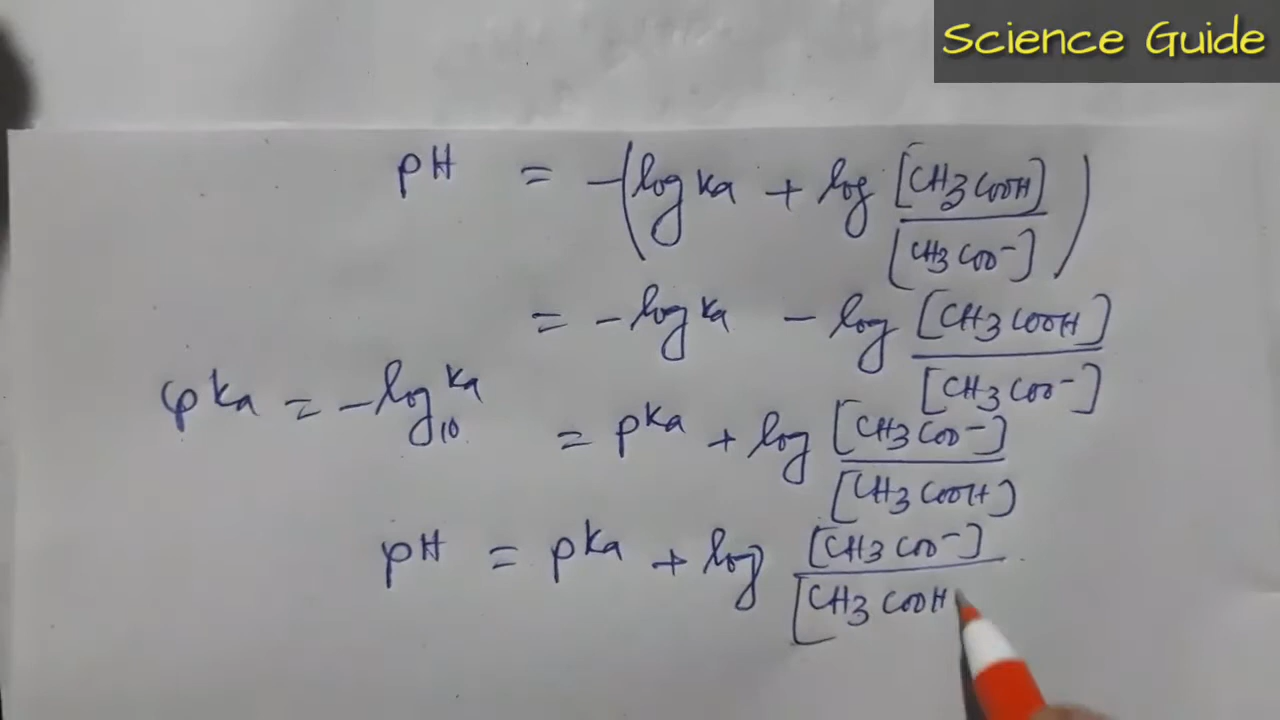 Science Guide
pH = -(log Ka + log [CH3COOH] / [CH3COO-])
= -log Ka - log [CH3COOH] / [CH3COO-]
pKa = -log10 Ka
= pKa + log [CH3COO-] / [CH3COOH]
pH = pKa + log [CH3COO-] / [CH3COOH